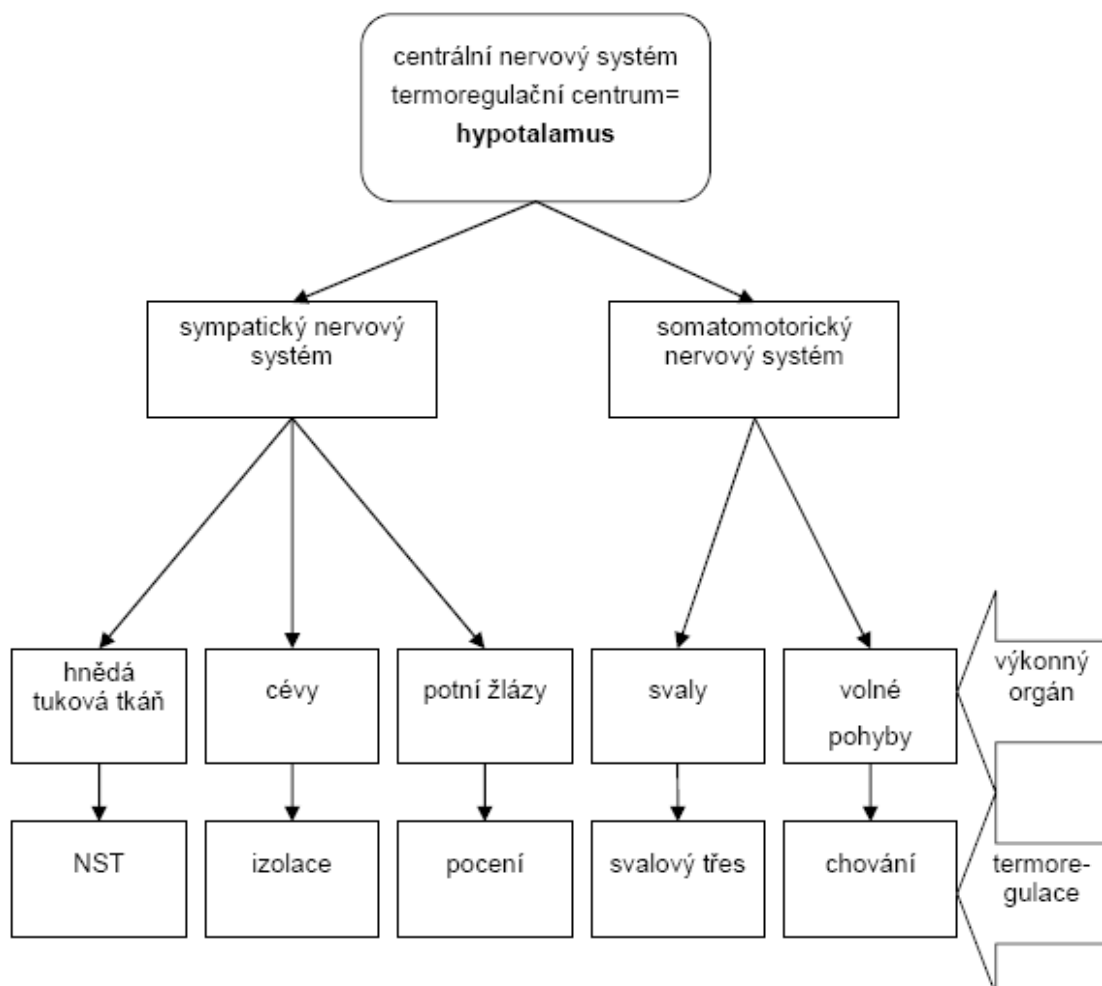 centrální nervový systém
termoregulační centrum=
hypotalamus
sympatický nervový
systém
somatomotorický
nervový systém
hnědá
tuková tkáň
cévy
potní žlázy
svaly
volné
pohyby
výkonný
orgán
NST
izolace
pocení
svalový třes
chování
termore-
gulace